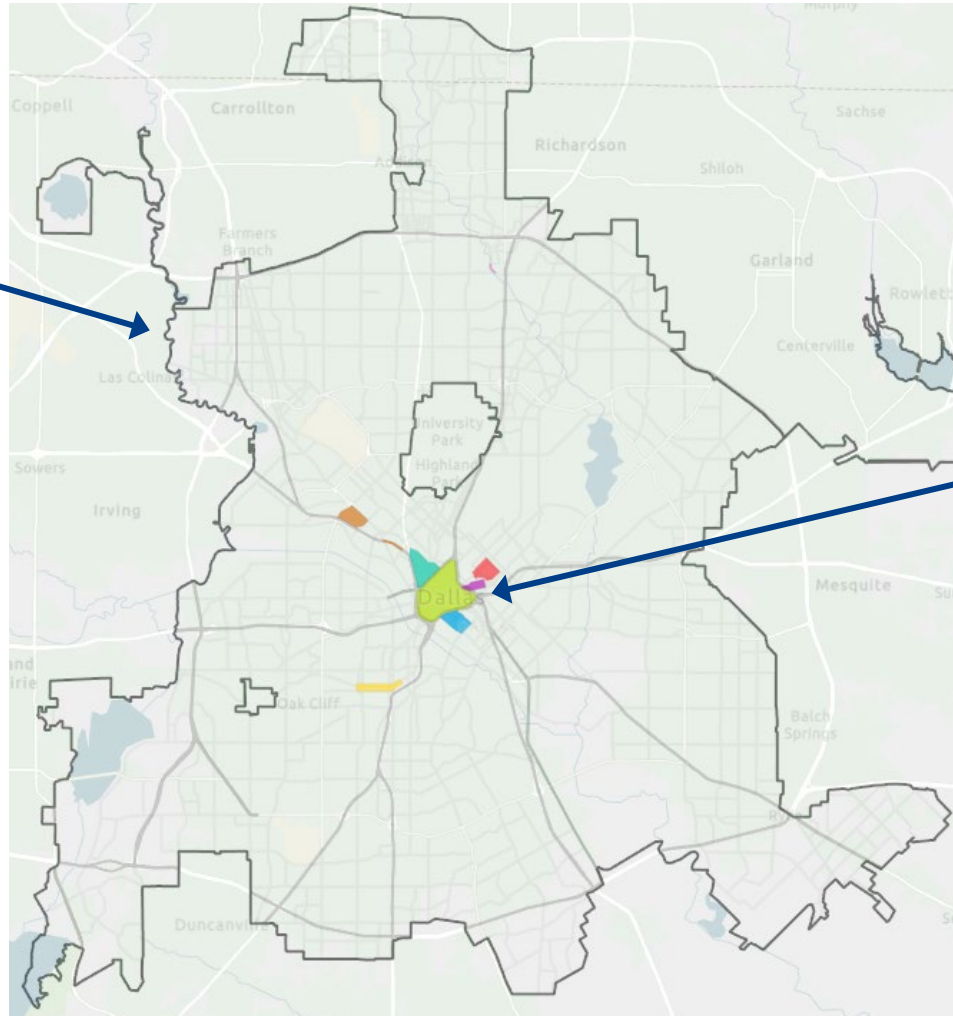 Murphy
Coppell
Carrollton
Sachse
Richardson
Addison
Shiloh
Farmers
Branch
Garland
Rowlett
Centerville
Las Colinas
University
Park
Highland
Park
Sowers
Irving
Dallas
Mesquite
Oak Cliff
Balch
Springs
Duncanville